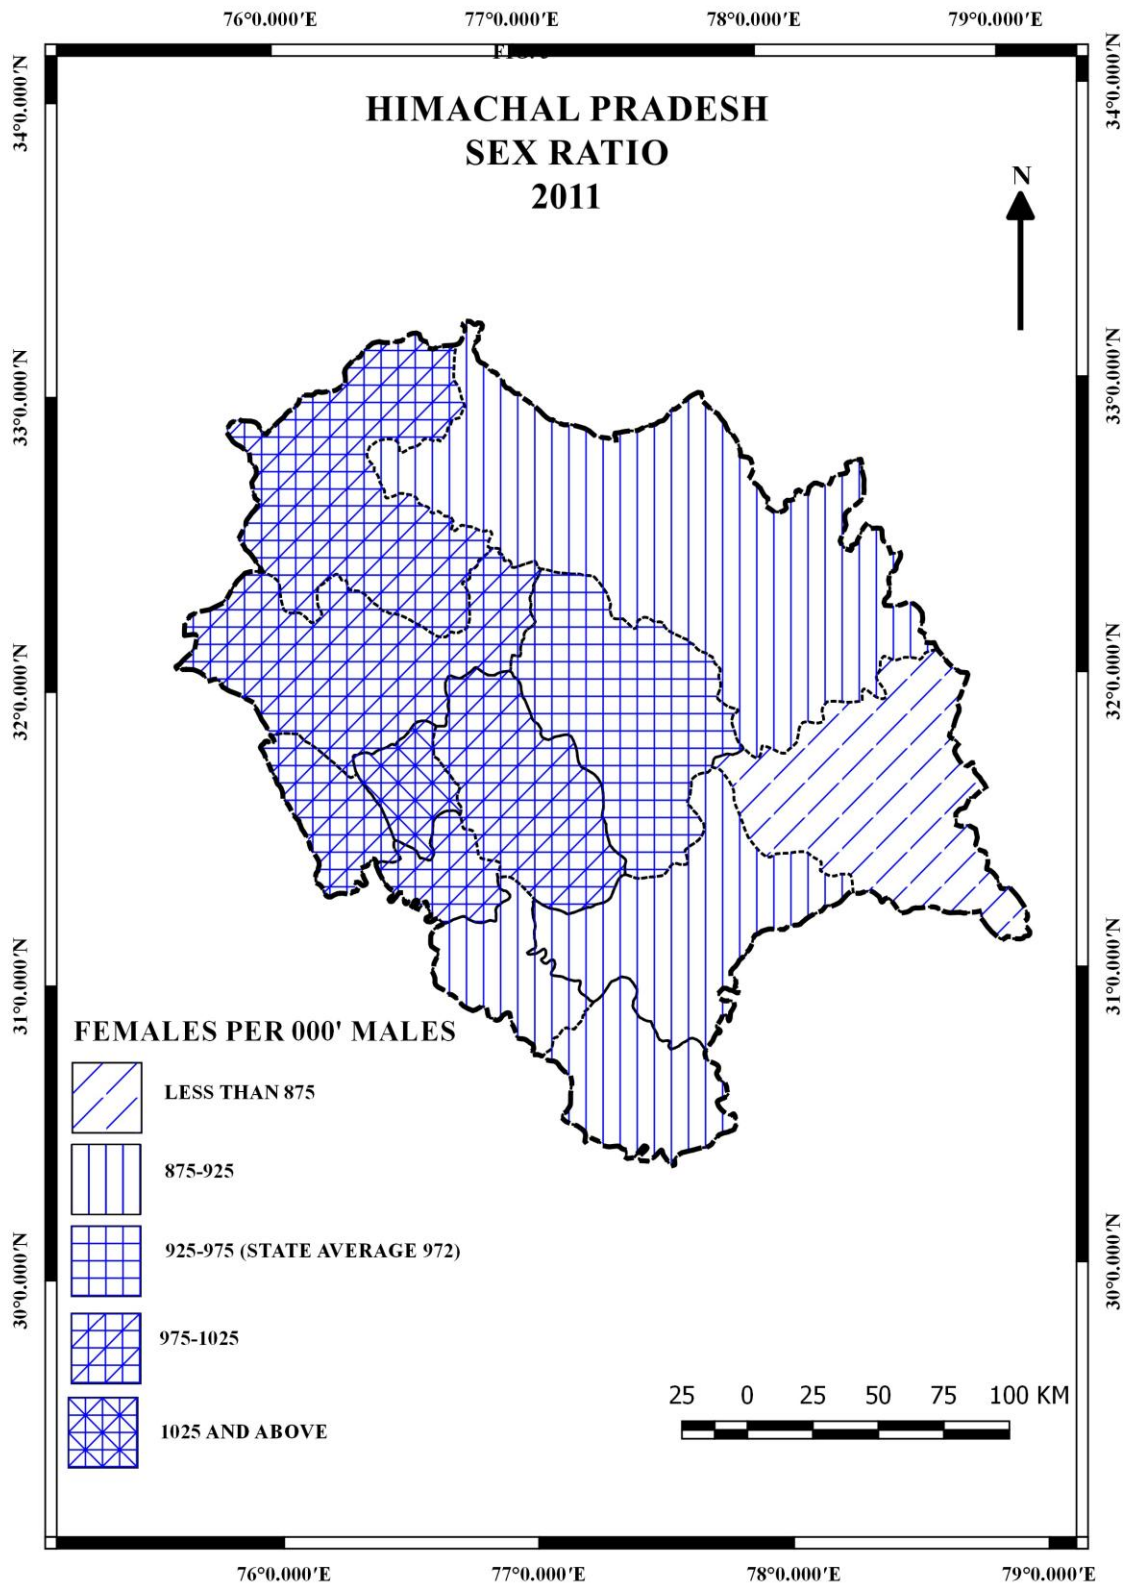 76°0.000'E 77°0.000'E 78°0.000'E 79°0.000'E
HIMACHAL PRADESH
SEX RATIO
2011
N
34°0.000'N 34°0.000'N
33°0.000'N 33°0.000'N
32°0.000'N 32°0.000'N
31°0.000'N 31°0.000'N
30°0.000'N 30°0.000'N
FEMALES PER 000' MALES
LESS THAN 875
875-925
925-975 (STATE AVERAGE 972)
975-1025
1025 AND ABOVE
25 0 25 50 75 100 KM
76°0.000'E 77°0.000'E 78°0.000'E 79°0.000'E